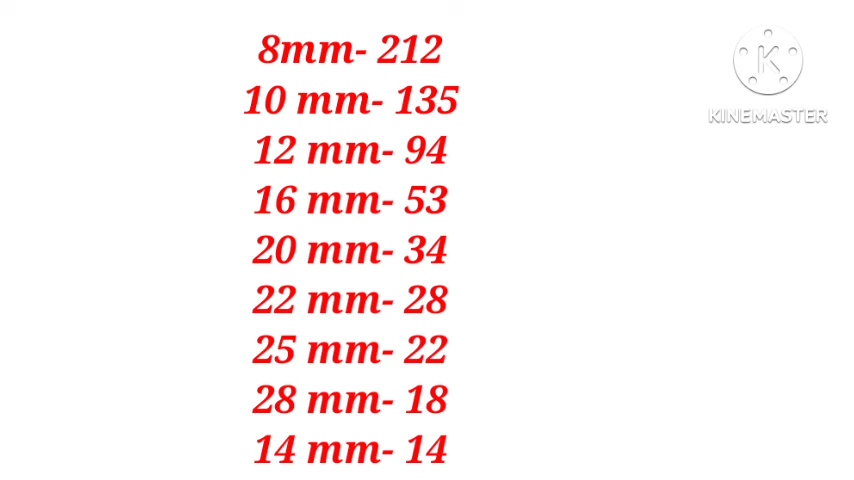 8mm- 212
10 mm- 135
12 mm- 94
16 mm- 53
20 mm- 34
22 mm- 28
25 mm- 22
28 mm- 18
14 mm- 14
K
KINEMASTER